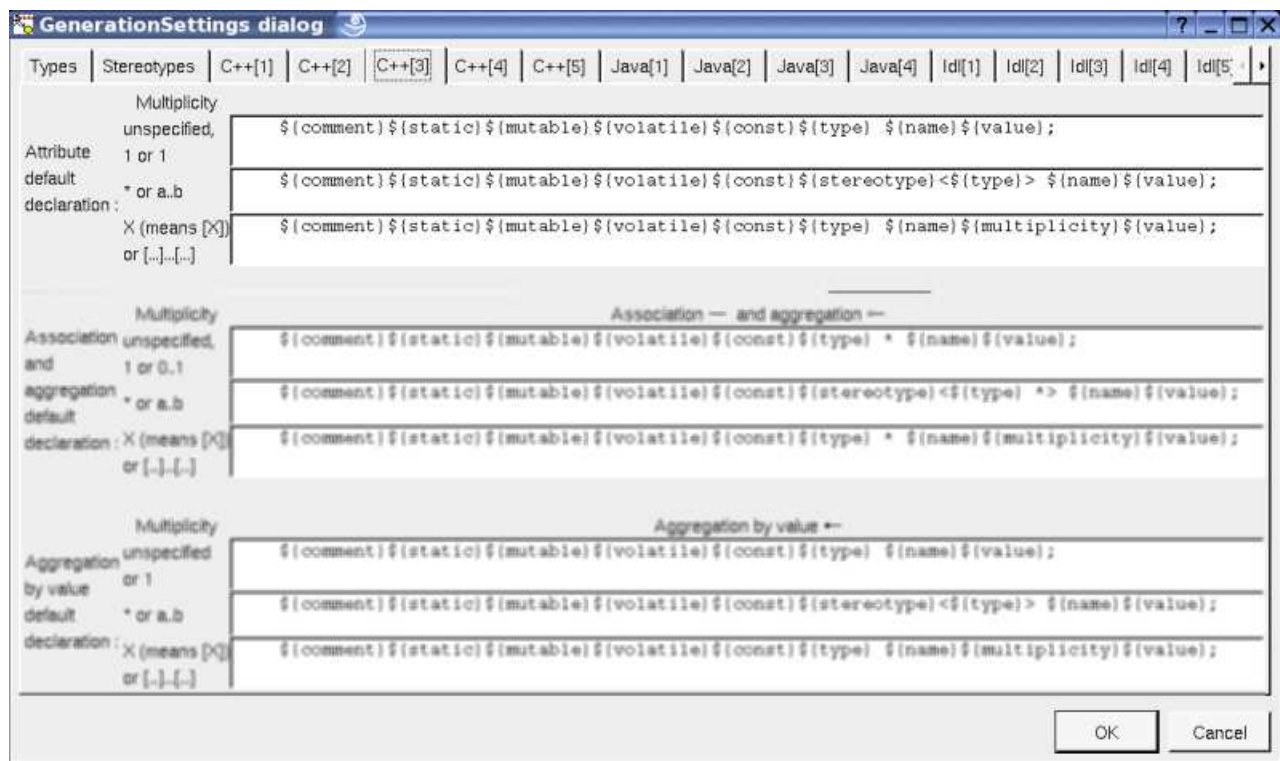 GenerationSettings dialog
Types Stereotypes C++[1] C++[2] C++[3] C++[4] C++[5] Java[1] Java[2] Java[3] Java[4] Idl[1] Idl[2] Idl[3] Idl[4] Idl[5
Multiplicity
unspecified,
1 or 1
${comment}${static}${mutable}${volatile}${const}${type} ${name}${value};
Attribute
default
declaration :
* or a..b
${comment}${static}${mutable}${volatile}${const}${stereotype}<${type}> ${name}${value};
X (means [X])
or [...]...[...]
${comment}${static}${mutable}${volatile}${const}${type} ${name}${multiplicity}${value};
Multiplicity
Association and aggregation
Association
and
aggregation
default
declaration :
unspecified,
1 or 0..1
${comment}${static}${mutable}${volatile}${const}${type} * ${name}${value};
* or a..b
${comment}${static}${mutable}${volatile}${const}${stereotype}<${type} *> ${name}${value};
X (means [X])
or [..]..[..]
${comment}${static}${mutable}${volatile}${const}${type} * ${name}${multiplicity}${value};
Multiplicity
Aggregation by value
Aggregation
by value
default
declaration :
unspecified
or 1
${comment}${static}${mutable}${volatile}${const}${type} ${name}${value};
* or a..b
${comment}${static}${mutable}${volatile}${const}${stereotype}<${type}> ${name}${value};
X (means [X])
or [..]..[..]
${comment}${static}${mutable}${volatile}${const}${type} ${name}${multiplicity}${value};
OK Cancel